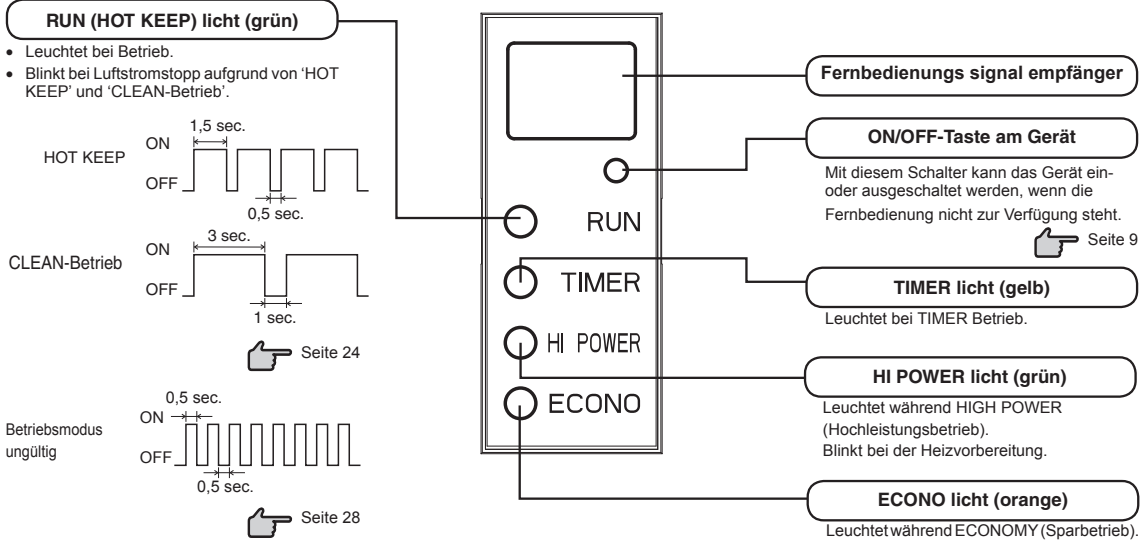 RUN (HOT KEEP) licht (grün)
• Leuchtet bei Betrieb.
• Blinkt bei Luftstromstopp aufgrund von ‘HOT
KEEP’ und ‘CLEAN-Betrieb’.
1,5 sec.
ON
HOT KEEP
OFF
0,5 sec.
3 sec.
ON
CLEAN-Betrieb
OFF
1 sec.
Seite 24
0,5 sec.
ON
Betriebsmodus
ungültig
OFF
0,5 sec.
Seite 28
RUN
TIMER
HI POWER
ECONO
Fernbedienungs signal empfänger
ON/OFF-Taste am Gerät
Mit diesem Schalter kann das Gerät ein-
oder ausgeschaltet werden, wenn die
Fernbedienung nicht zur Verfügung steht.
Seite 9
TIMER licht (gelb)
Leuchtet bei TIMER Betrieb.
HI POWER licht (grün)
Leuchtet während HIGH POWER
(Hochleistungsbetrieb).
Blinkt bei der Heizvorbereitung.
ECONO licht (orange)
Leuchtet während ECONOMY (Sparbetrieb).